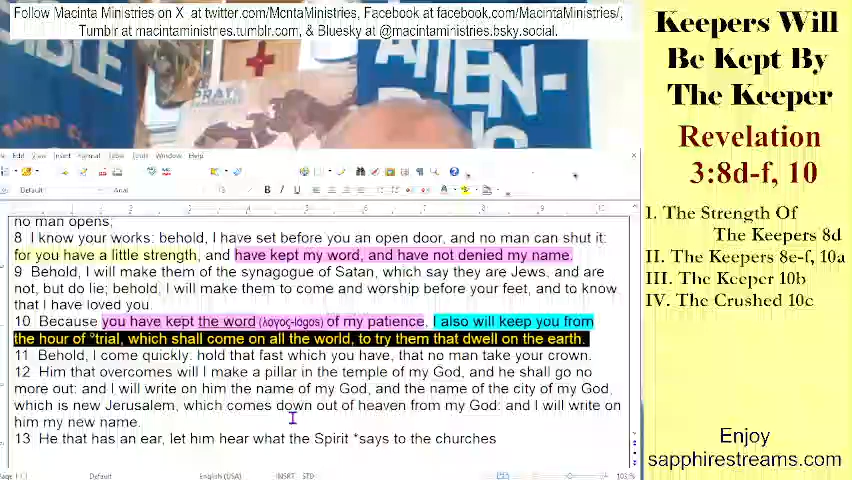 Follow Macinta Ministries on X at twitter.com/McntaMinistries, Facebook at facebook.com/MacintaMinistries/,
Tumblr at macintaministries.tumblr.com, & Bluesky at @macintaministries.bsky.social.
Keepers Will
Be Kept By
The Keeper
Revelation
3:8d-f, 10
I. The Strength Of
The Keepers 8d
II. The Keepers 8e-f, 10a
III. The Keeper 10b
IV. The Crushed 10c
Enjoy
sapphirestreams.com
BIBLE
PRAY
Window Help
Default Arial 13
no man opens;
8 I know your works: behold, I have set before you an open door, and no man can shut it:
for you have a little strength, and have kept my word, and have not denied my name.
9 Behold, I will make them of the synagogue of Satan, which say they are Jews, and are
not, but do lie; behold, I will make them to come and worship before your feet, and to know
that I have loved you.
10 Because you have kept the word (λογος-logos) of my patience, I also will keep you from
the hour of °trial, which shall come on all the world, to try them that dwell on the earth.
11 Behold, I come quickly: hold that fast which you have, that no man take your crown.
12 Him that overcomes will I make a pillar in the temple of my God, and he shall go no
more out: and I will write on him the name of my God, and the name of the city of my God,
which is new Jerusalem, which comes down out of heaven from my God: and I will write on
him my new name.
13 He that has an ear, let him hear what the Spirit *says to the churches
Default English (USA) INSRT STD